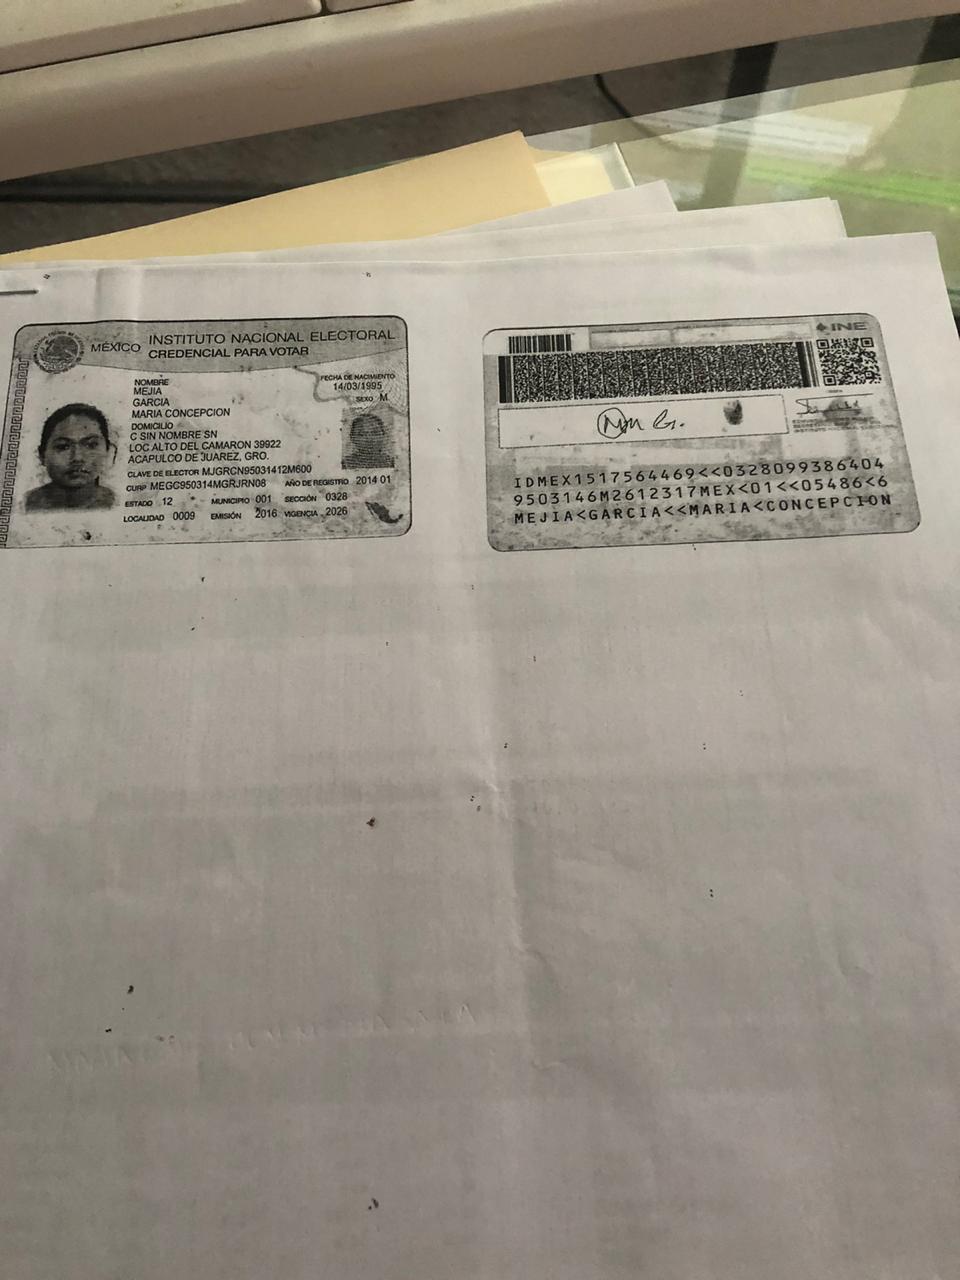 MÉXICO INSTITUTO NACIONAL ELECTORAL
CREDENCIAL PARA VOTAR
NOMBRE
MEJIA
GARCIA
MARIA CONCEPCION
FECHA DE NACIMIENTO
14/03/1995
SEXO M
DOMICILIO
C SIN NOMBRE SN
LOC ALTO DEL CAMARON 39922
ACAPULCO DE JUAREZ, GRO.
CLAVE DE ELECTOR MJGRCN95031412M600
CURP MEGC950314MGRJRN08 AÑO DE REGISTRO 2014 01
ESTADO 12 MUNICIPIO 001 SECCIÓN 0328
LOCALIDAD 0009 EMISIÓN 2016 VIGENCIA 2026
INE
IDMEX1517564469<<0328099386404
9503146M2612317MEX<01<<05486<6
MEJIA<GARCIA<<MARIA<CONCEPCION